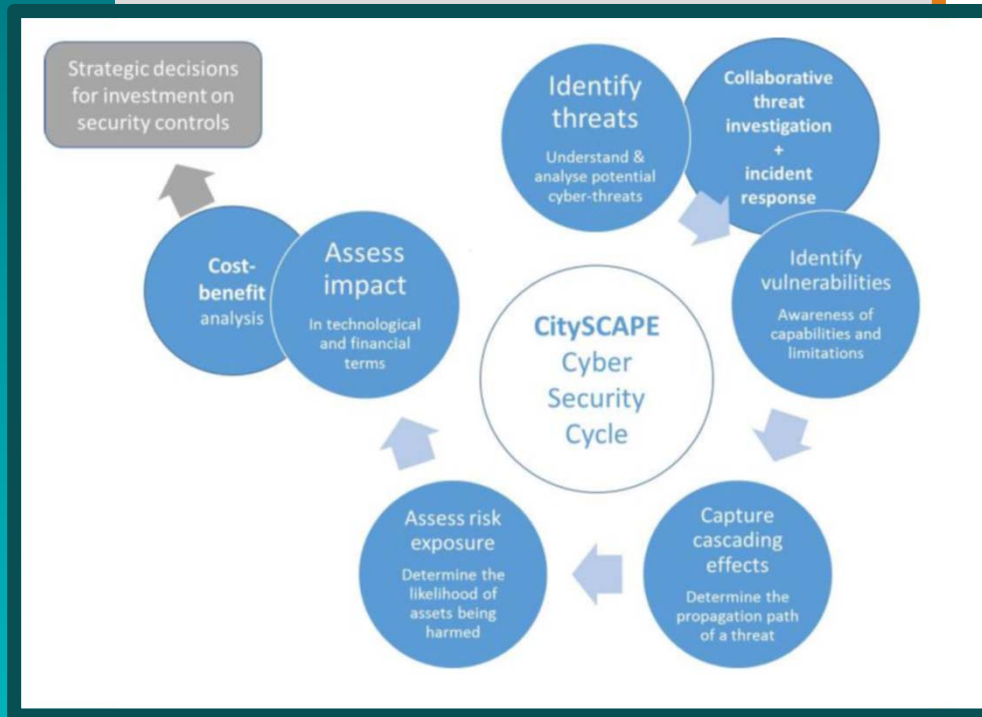 Strategic decisions
for investment on
security controls
Identify
threats
Understand &
analyse potential
cyber-threats
Collaborative
threat
investigation
+
incident
response
Cost-
benefit
analysis
Assess
impact
In technological
and financial
terms
Identify
vulnerabilities
Awareness of
capabilities and
limitations
CitySCAPE
Cyber
Security
Cycle
Assess risk
exposure
Determine the
likelihood of
assets being
harmed
Capture
cascading
effects
Determine the
propagation path
of a threat